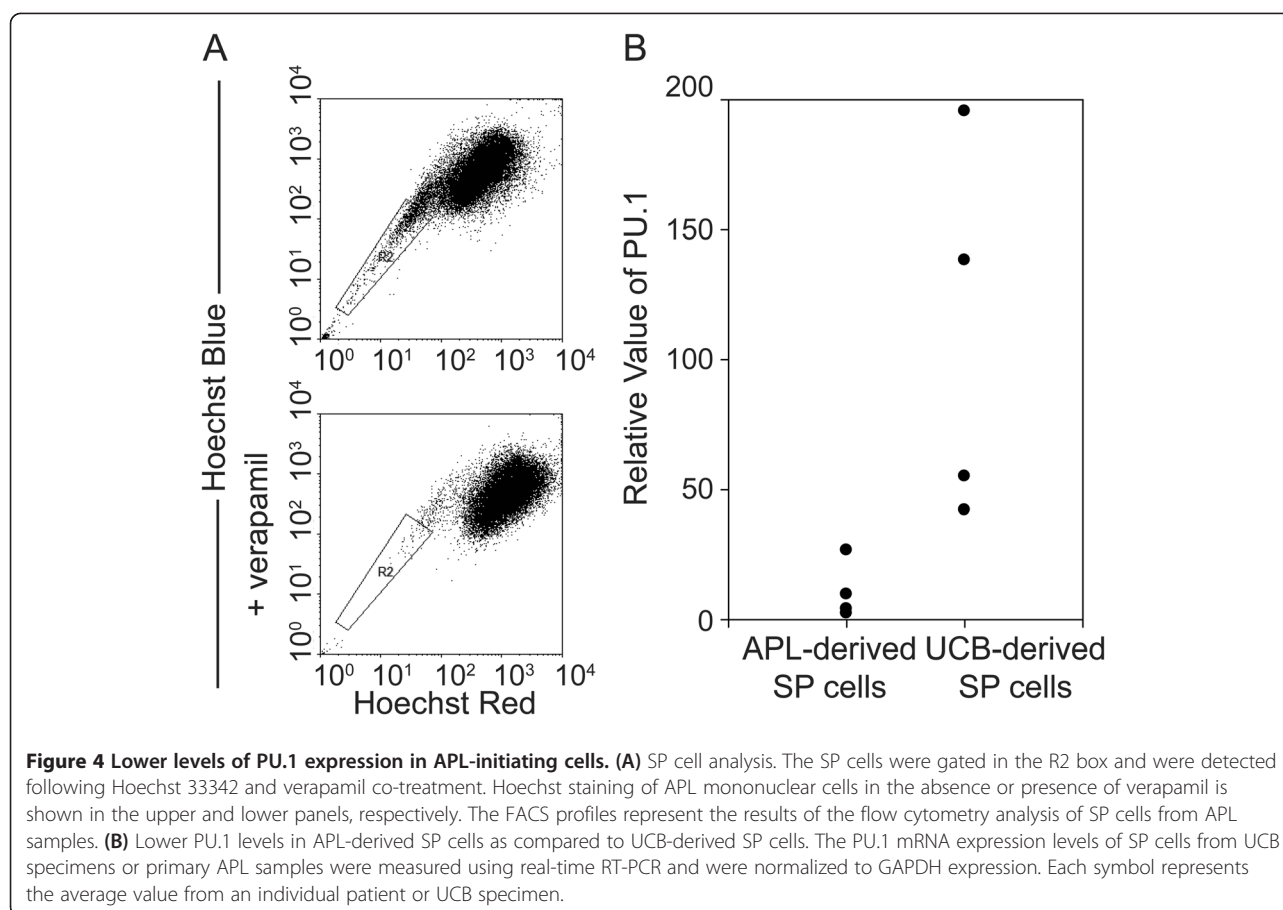 A
B
Hoechst Blue
+ verapamil
10⁴
10³
10²
10¹
10⁰
R2
10⁰ 10¹ 10² 10³ 10⁴
10⁴
10³
10²
10¹
10⁰
R2
10⁰ 10¹ 10² 10³ 10⁴
Hoechst Red
Relative Value of PU.1
200
150
100
50
0
APL-derived SP cells
UCB-derived SP cells
Figure 4 Lower levels of PU.1 expression in APL-initiating cells. (A) SP cell analysis. The SP cells were gated in the R2 box and were detected
following Hoechst 33342 and verapamil co-treatment. Hoechst staining of APL mononuclear cells in the absence or presence of verapamil is
shown in the upper and lower panels, respectively. The FACS profiles represent the results of the flow cytometry analysis of SP cells from APL
samples. (B) Lower PU.1 levels in APL-derived SP cells as compared to UCB-derived SP cells. The PU.1 mRNA expression levels of SP cells from UCB
specimens or primary APL samples were measured using real-time RT-PCR and were normalized to GAPDH expression. Each symbol represents
the average value from an individual patient or UCB specimen.